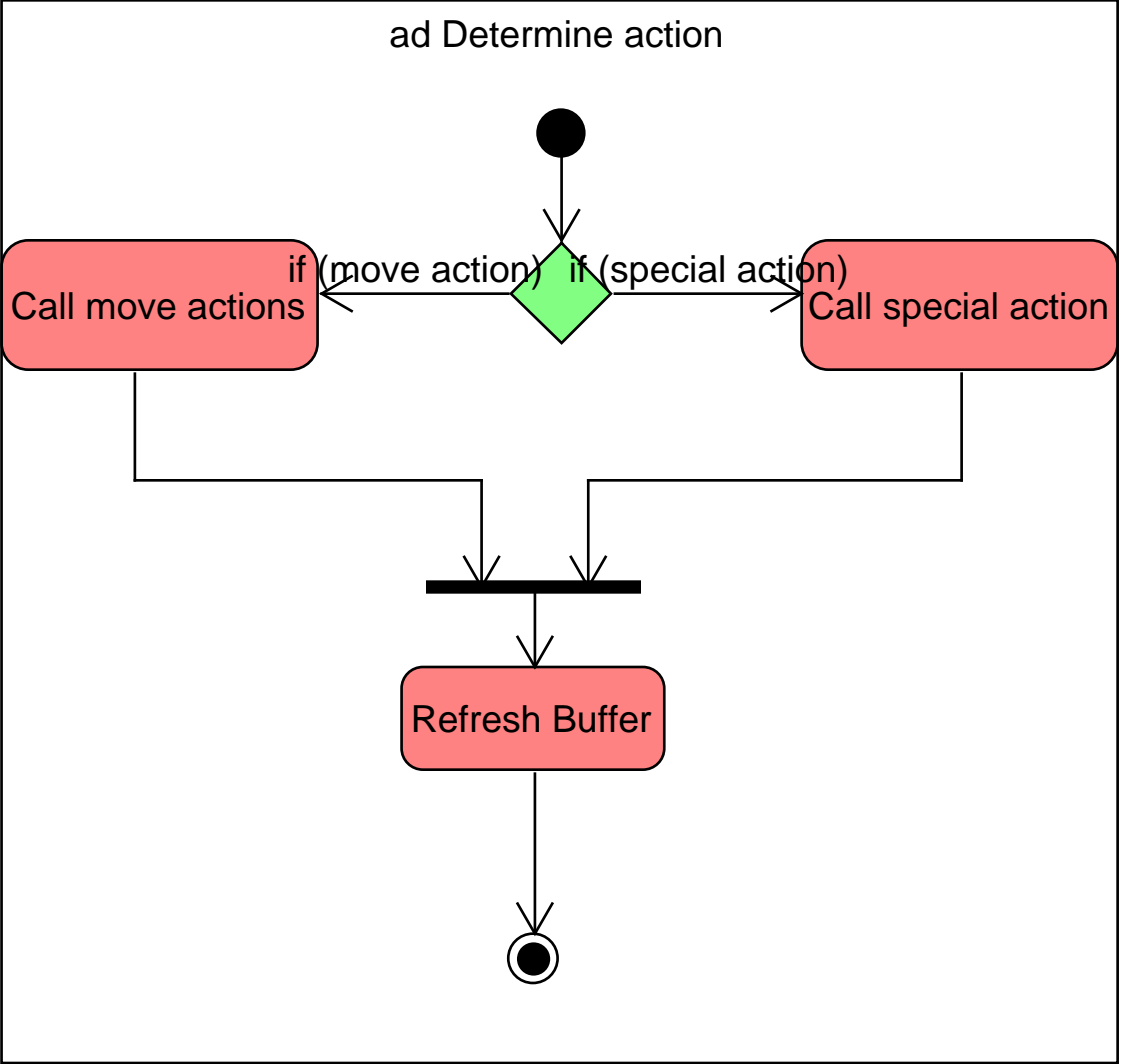 ad Determine action
if (move action)
if (special action)
Call move actions
Call special action
Refresh Buffer